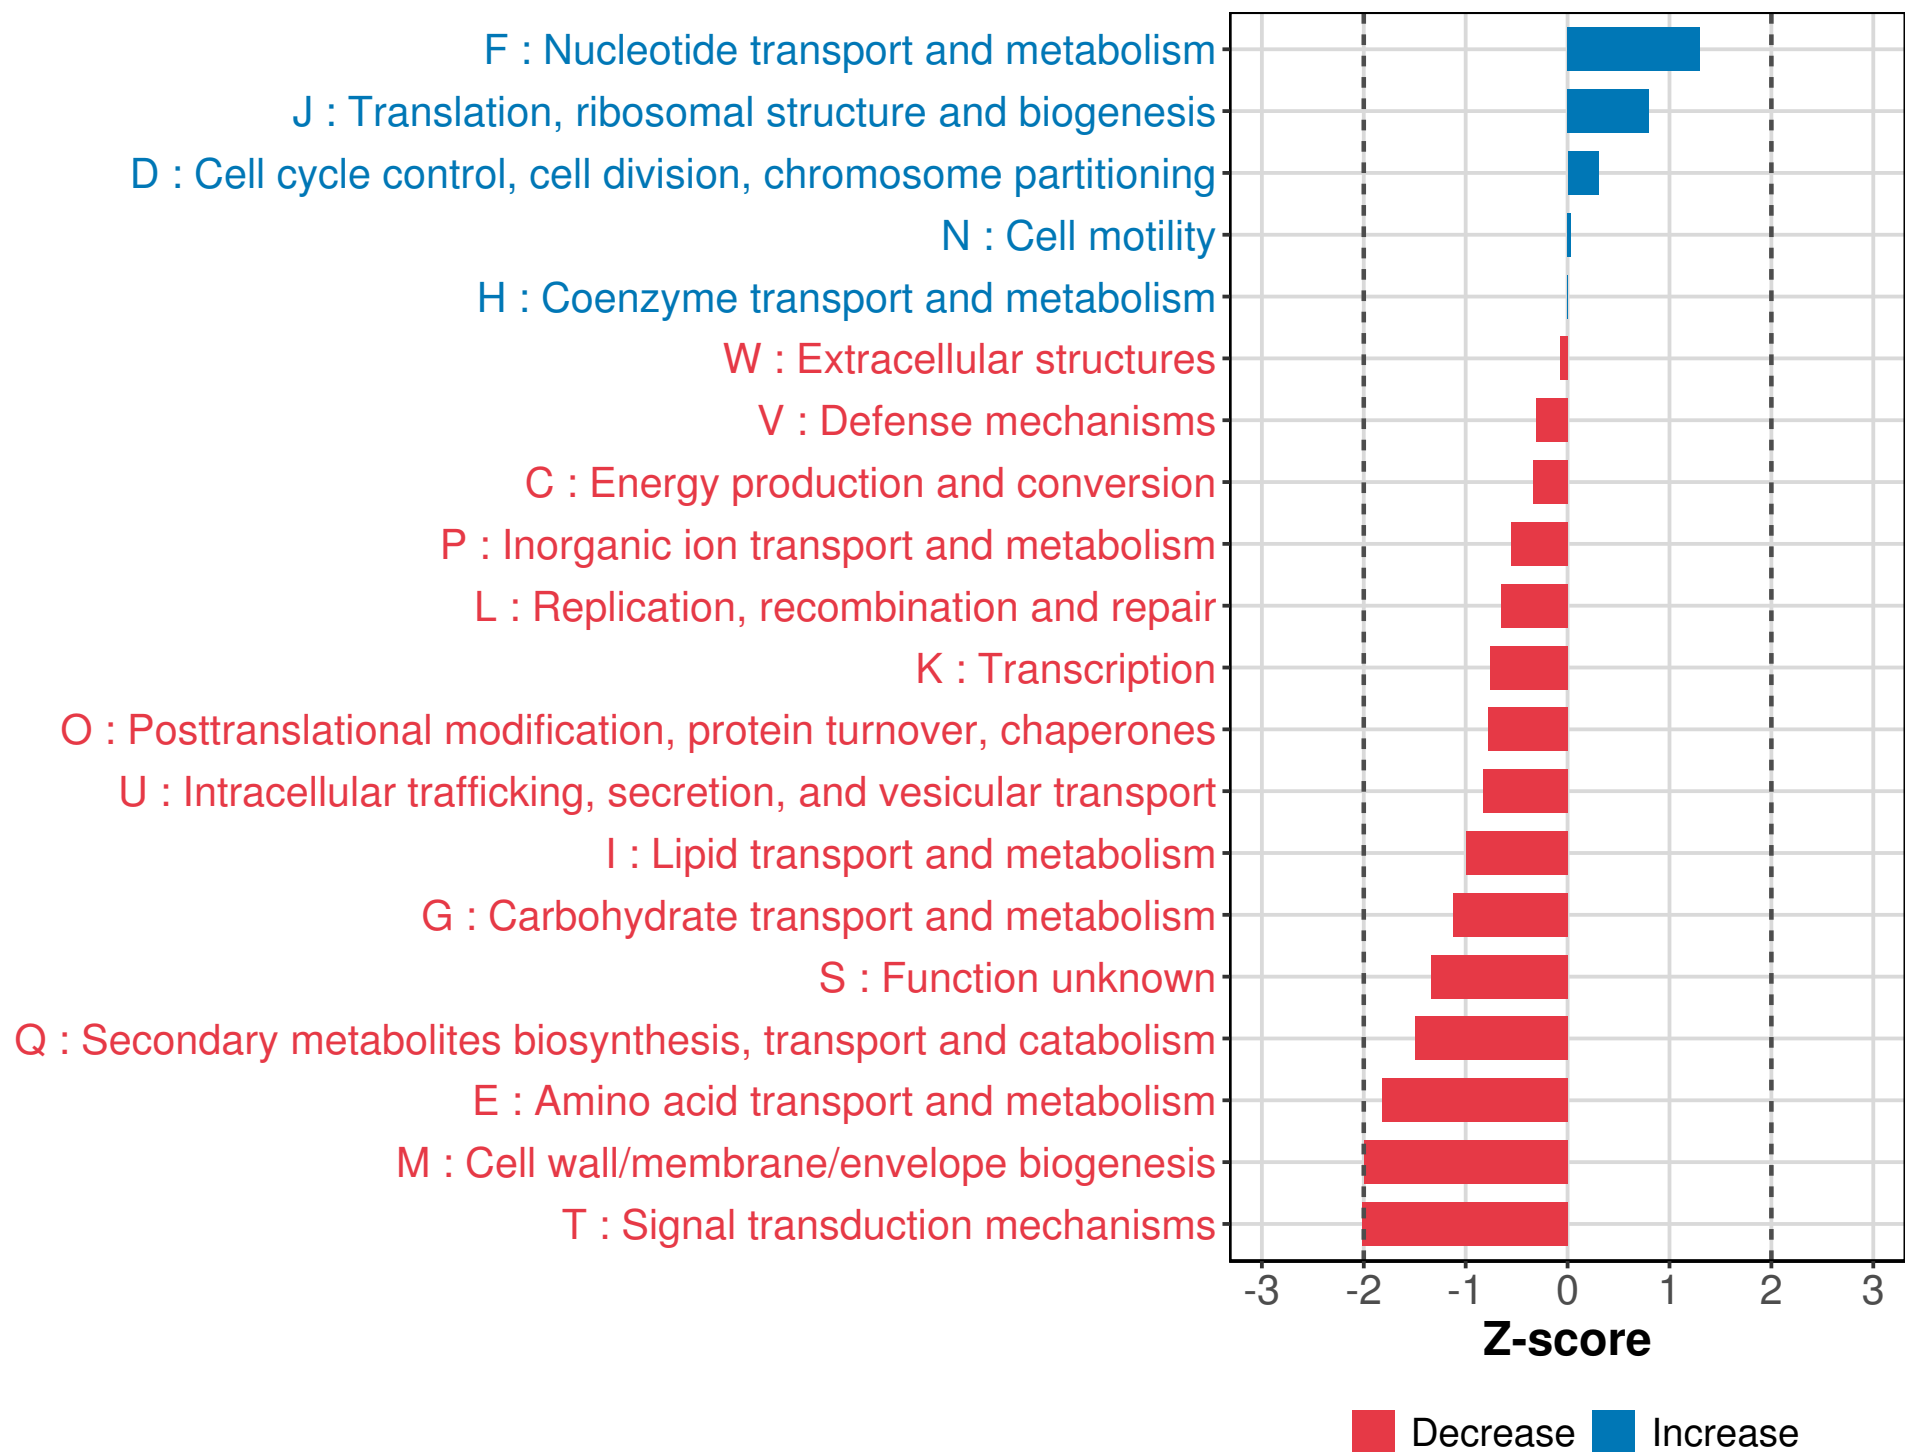 F : Nucleotide transport and metabolism
J : Translation, ribosomal structure and biogenesis
D : Cell cycle control, cell division, chromosome partitioning
N : Cell motility
H : Coenzyme transport and metabolism
W : Extracellular structures
V : Defense mechanisms
C : Energy production and conversion
P : Inorganic ion transport and metabolism
L : Replication, recombination and repair
K : Transcription
O : Posttranslational modification, protein turnover, chaperones
U : Intracellular trafficking, secretion, and vesicular transport
I : Lipid transport and metabolism
G : Carbohydrate transport and metabolism
S : Function unknown
Q : Secondary metabolites biosynthesis, transport and catabolism
E : Amino acid transport and metabolism
M : Cell wall/membrane/envelope biogenesis
T : Signal transduction mechanisms
-3 -2 -1 0 1 2 3
Z-score
Decrease Increase